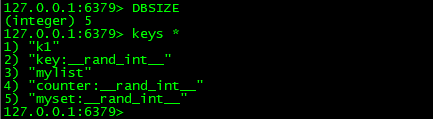 127.0.0.1:6379> DBSIZE
(integer) 5
127.0.0.1:6379> keys *
1) "k1"
2) "key:__rand_int__"
3) "mylist"
4) "counter:__rand_int__"
5) "myset:__rand_int__"
127.0.0.1:6379>